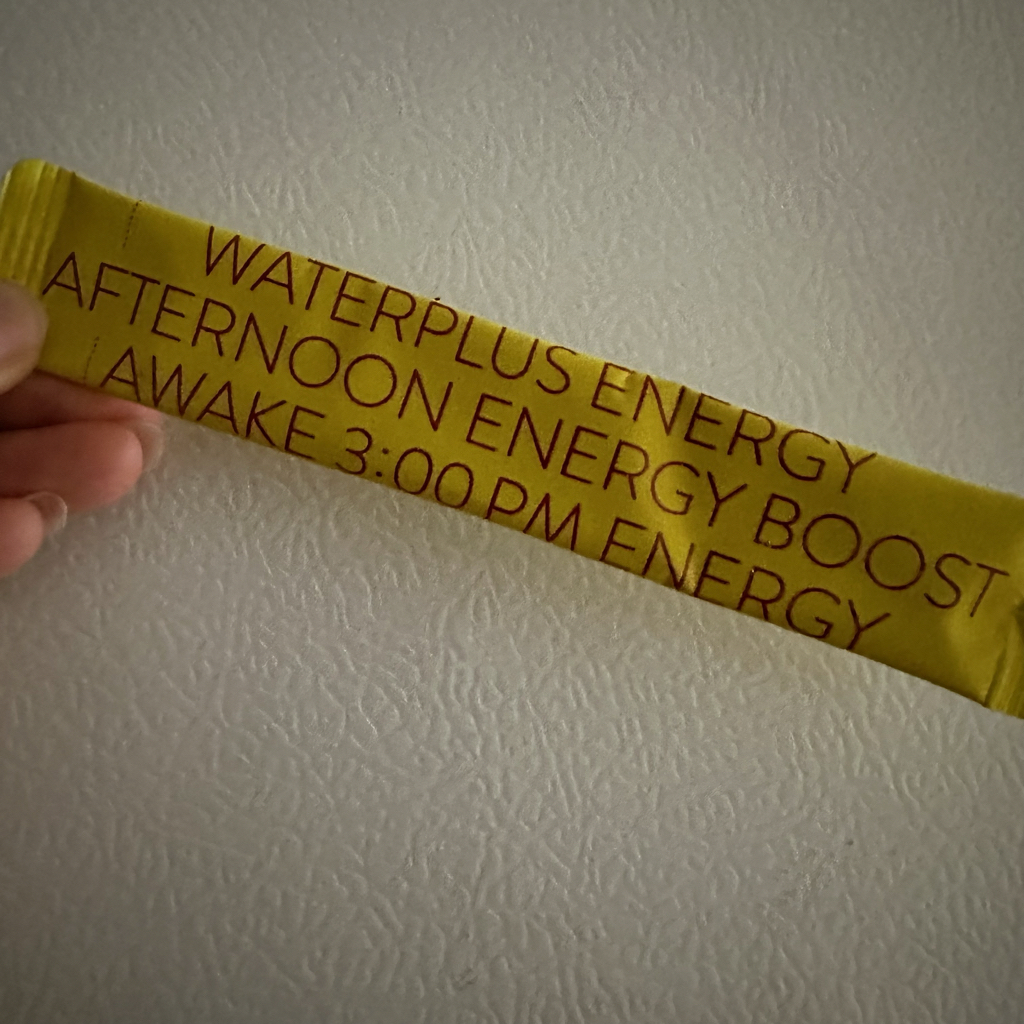 WATERPLUS ENERGY
AFTERNOON ENERGY BOOST
AWAKE 3:00 PM ENERGY